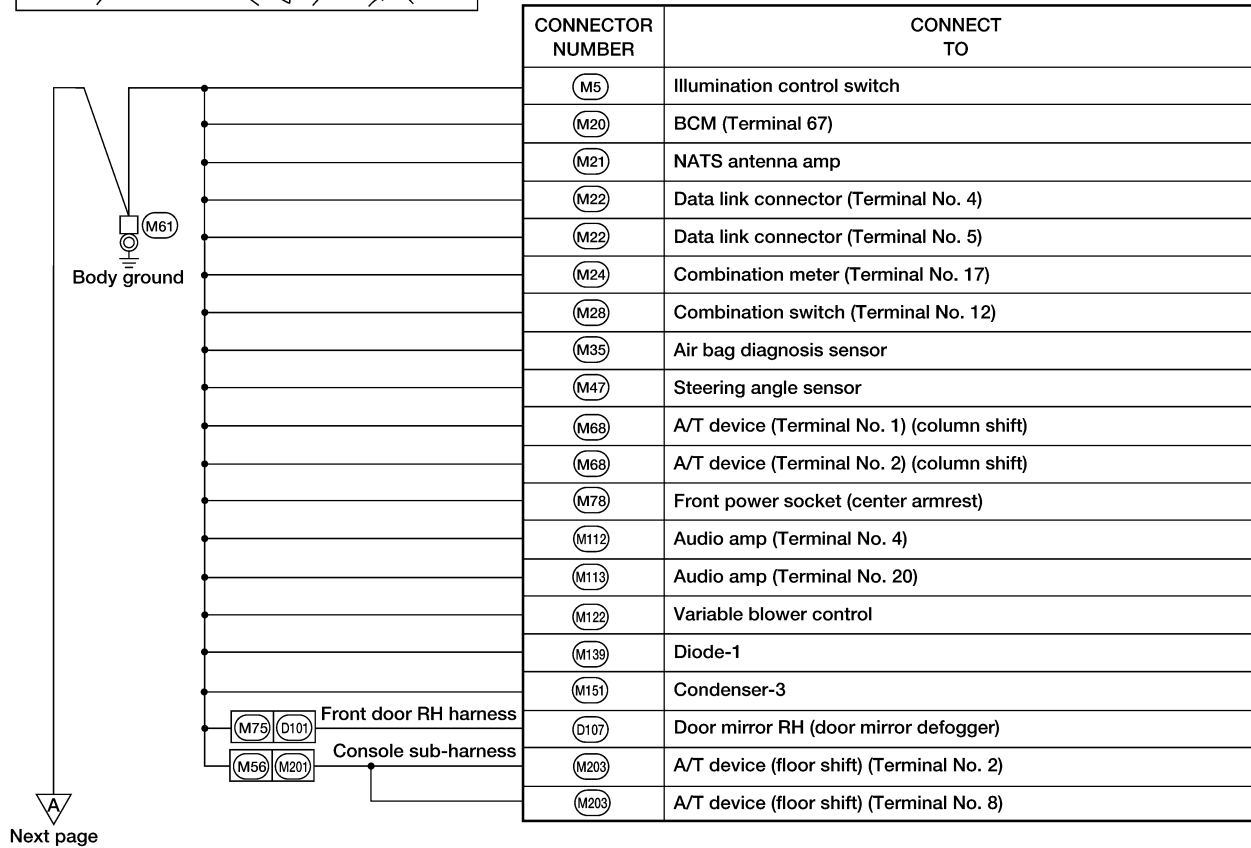 CONNECTOR NUMBER
CONNECT TO
M5 Illumination control switch
M20 BCM (Terminal 67)
M21 NATS antenna amp
M22 Data link connector (Terminal No. 4)
M61
M22 Data link connector (Terminal No. 5)
Body ground
M24 Combination meter (Terminal No. 17)
M28 Combination switch (Terminal No. 12)
M35 Air bag diagnosis sensor
M47 Steering angle sensor
M68 A/T device (Terminal No. 1) (column shift)
M68 A/T device (Terminal No. 2) (column shift)
M78 Front power socket (center armrest)
M112 Audio amp (Terminal No. 4)
M113 Audio amp (Terminal No. 20)
M122 Variable blower control
M139 Diode-1
M151 Condenser-3
M75 D101 Front door RH harness D107 Door mirror RH (door mirror defogger)
M56 M201 Console sub-harness M203 A/T device (floor shift) (Terminal No. 2)
M203 A/T device (floor shift) (Terminal No. 8)
A
Next page